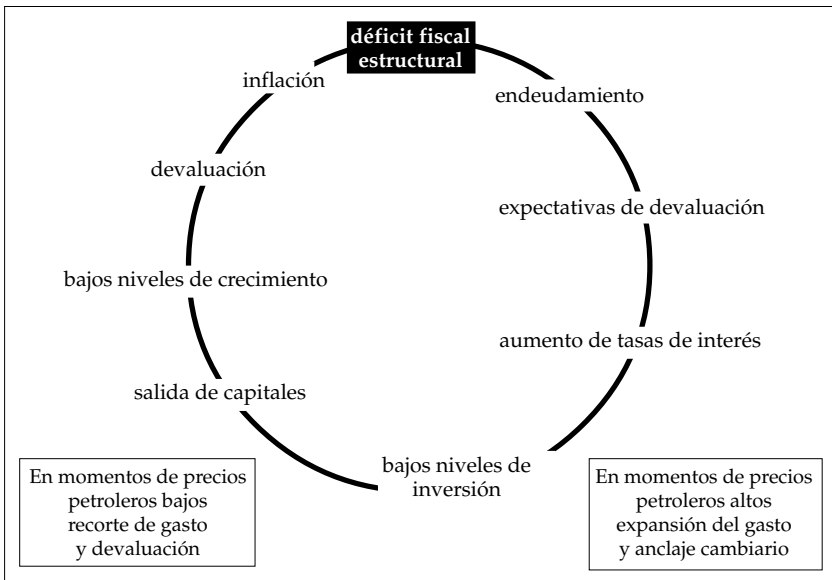 déficit fiscal
estructural
inflación
endeudamiento
devaluación
expectativas de devaluación
bajos niveles de crecimiento
aumento de tasas de interés
salida de capitales
bajos niveles de
inversión
En momentos de precios
petroleros bajos
recorte de gasto
y devaluación
En momentos de precios
petroleros altos
expansión del gasto
y anclaje cambiario